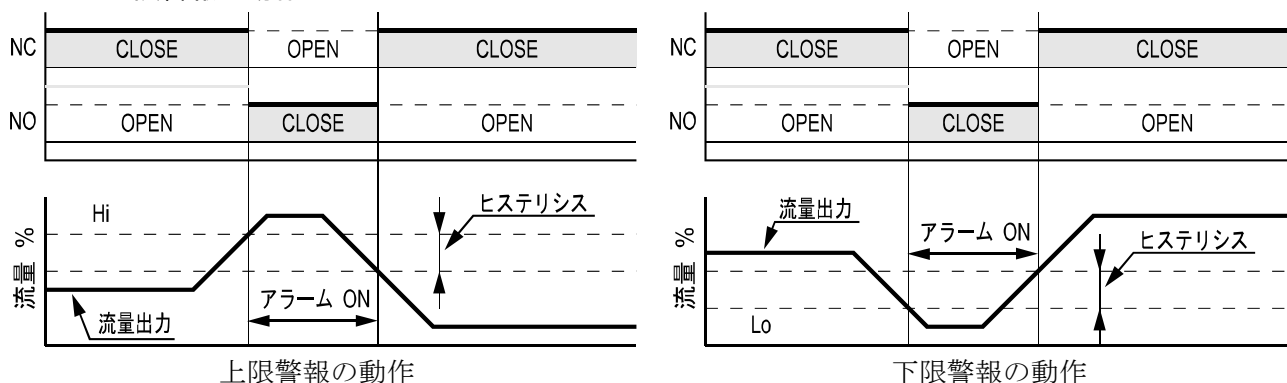 NC CLOSE OPEN CLOSE
NO OPEN CLOSE OPEN
流量 %
Hi
ヒステリシス
アラーム ON
流量出力
上限警報の動作
NC CLOSE OPEN CLOSE
NO OPEN CLOSE OPEN
流量 %
流量出力
アラーム ON
ヒステリシス
Lo
下限警報の動作